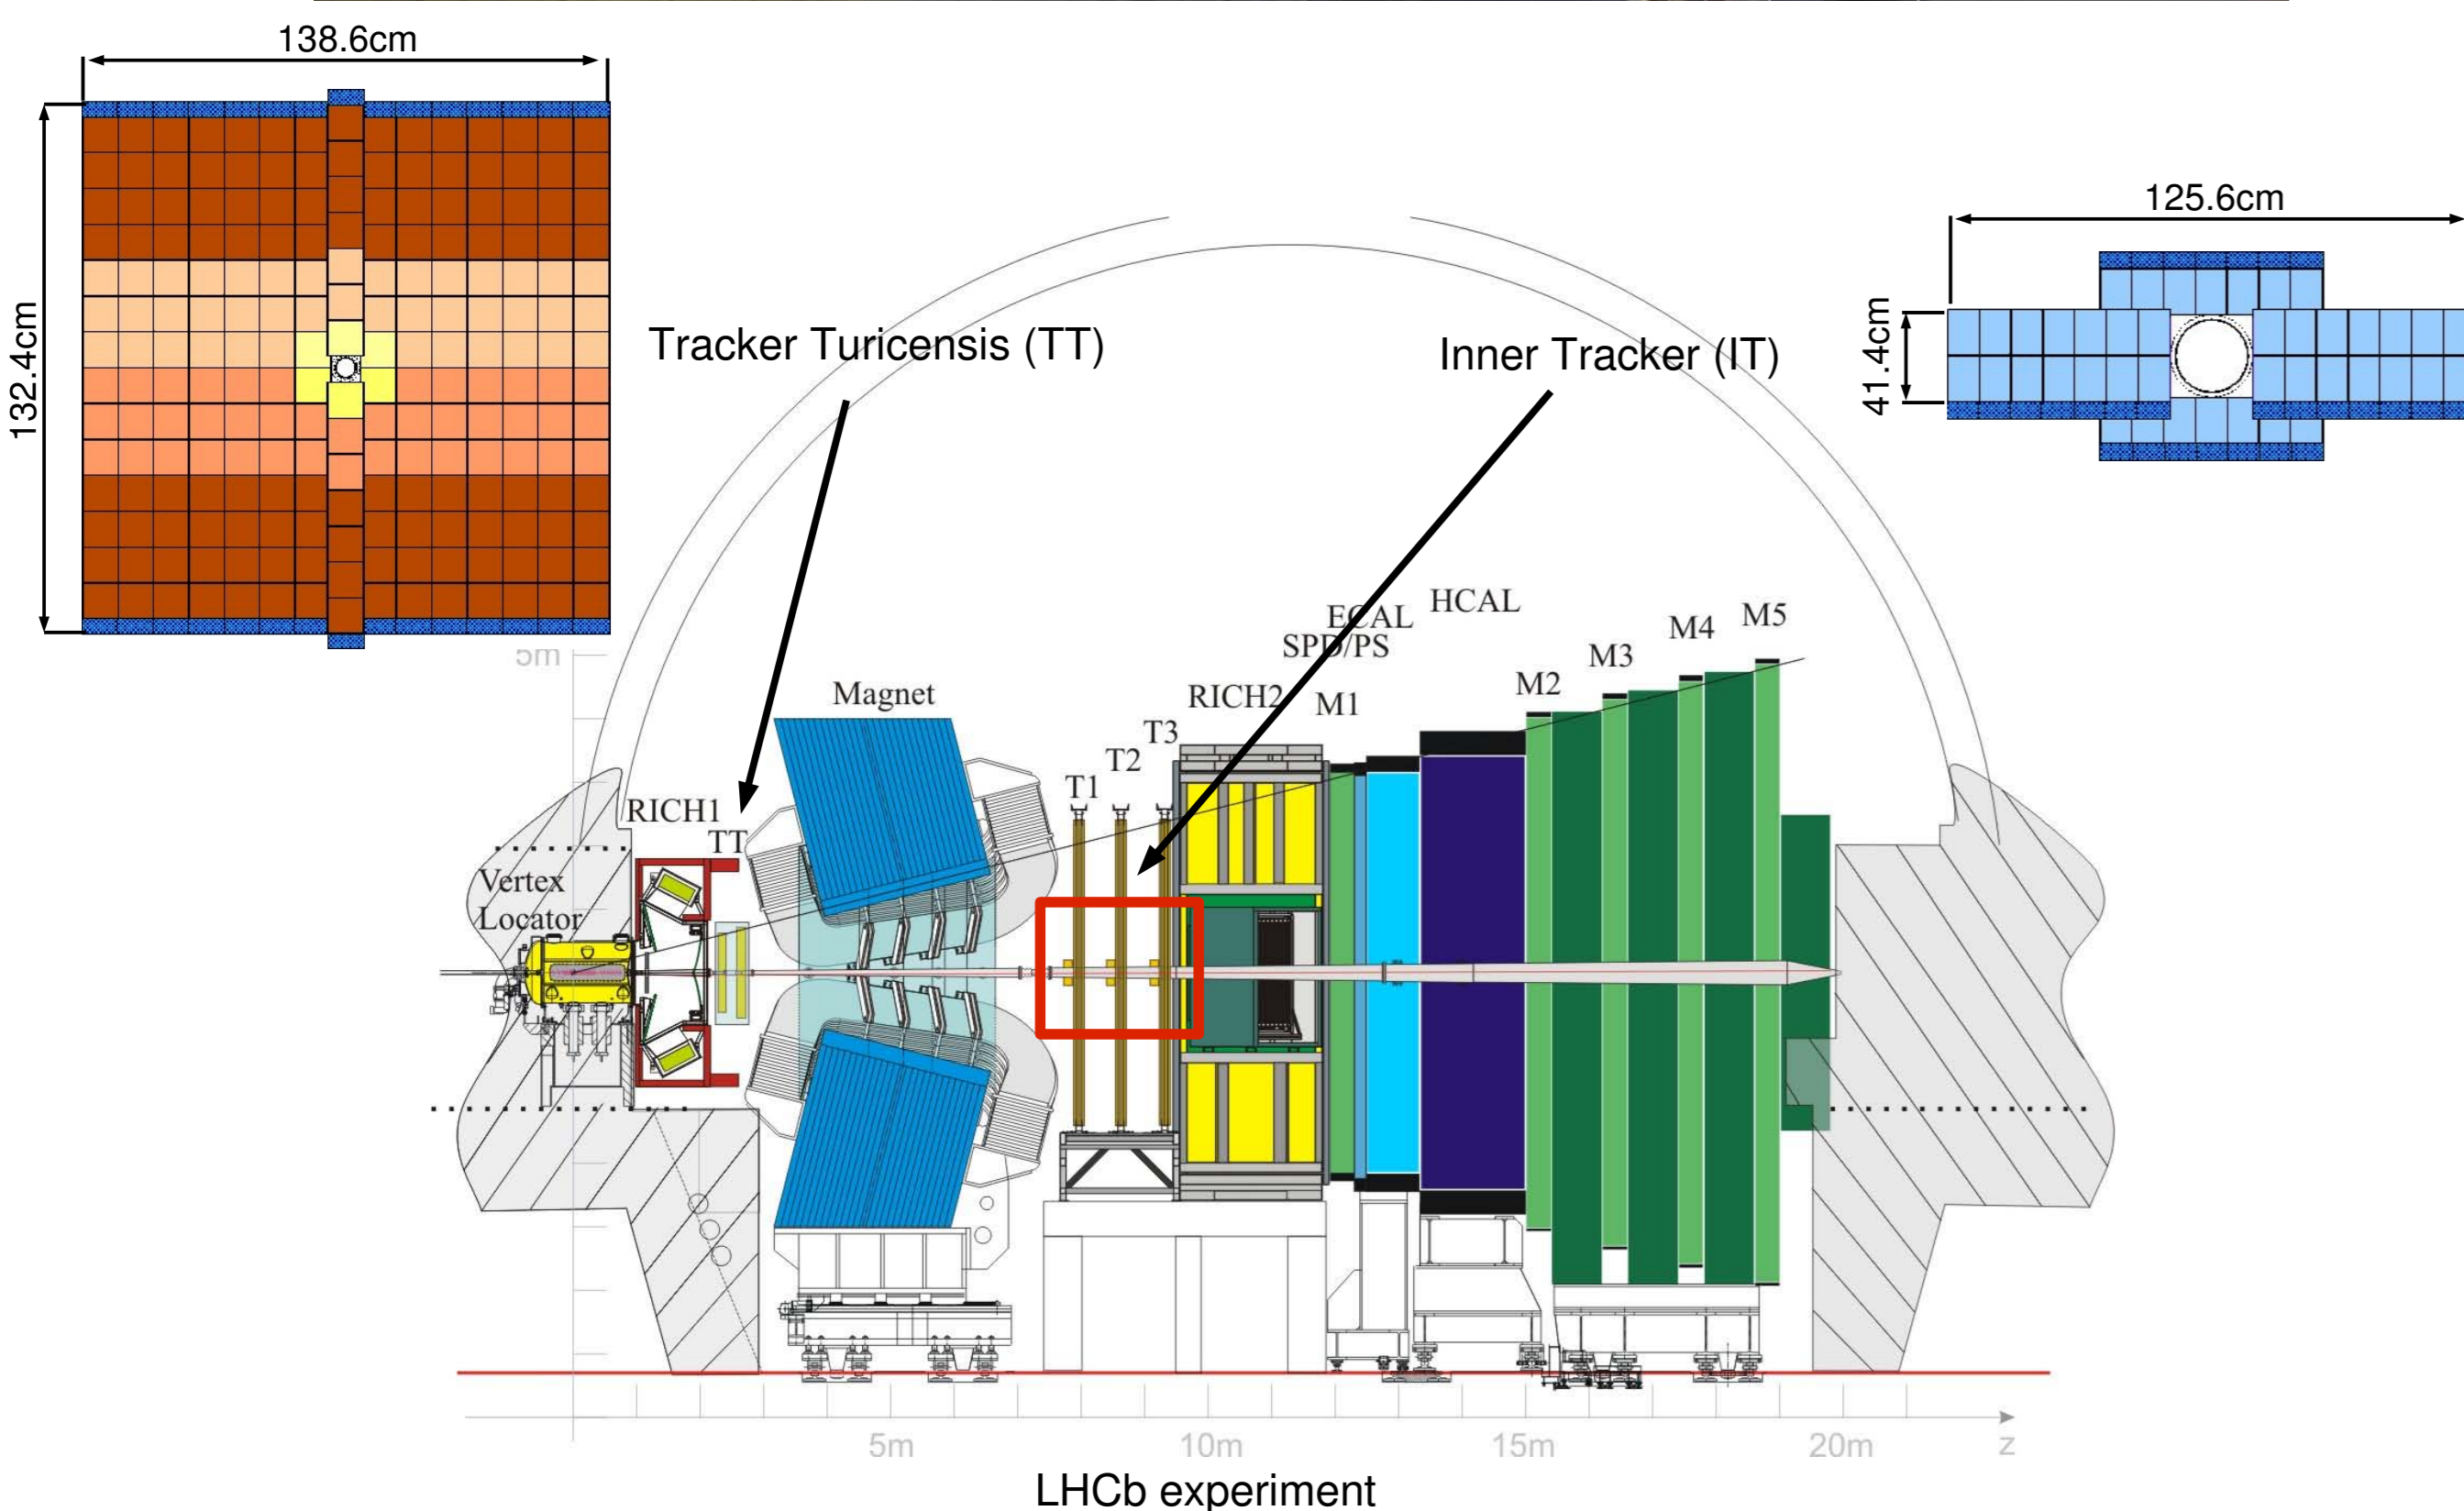 138.6cm
132.4cm
125.6cm
41.4cm
Tracker Turicensis (TT)
Inner Tracker (IT)
5m
Magnet
RICH1
TT
Vertex
Locator
T1
T2
T3
RICH2
M1
SPD/PS
ECAL
HCAL
M2
M3
M4
M5
5m
10m
15m
20m
z
LHCb experiment